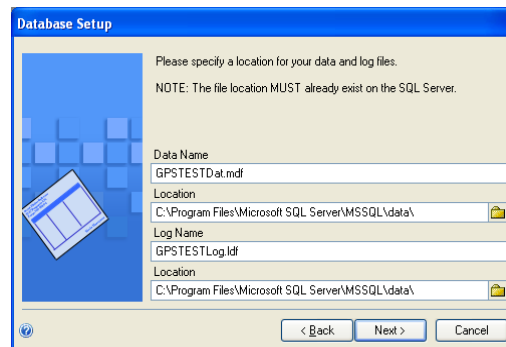 Database Setup
Please specify a location for your data and log files.
NOTE: The file location MUST already exist on the SQL Server.
Data Name
GPSTESTDat.mdf
Location
C:\Program Files\Microsoft SQL Server\MSSQL\data\
Log Name
GPSTESTLog.ldf
Location
C:\Program Files\Microsoft SQL Server\MSSQL\data\
< Back
Next >
Cancel